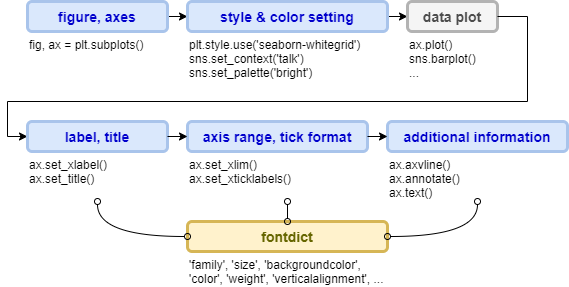 figure, axes
fig, ax = plt.subplots()
style & color setting
plt.style.use('seaborn-whitegrid')
sns.set_context('talk')
sns.set_palette('bright')
data plot
ax.plot()
sns.barplot()
...
label, title
ax.set_xlabel()
ax.set_title()
axis range, tick format
ax.set_xlim()
ax.set_xticklabels()
additional information
ax.axvline()
ax.annotate()
ax.text()
fontdict
'family', 'size', 'backgroundcolor',
'color', 'weight', 'verticalalignment', ...